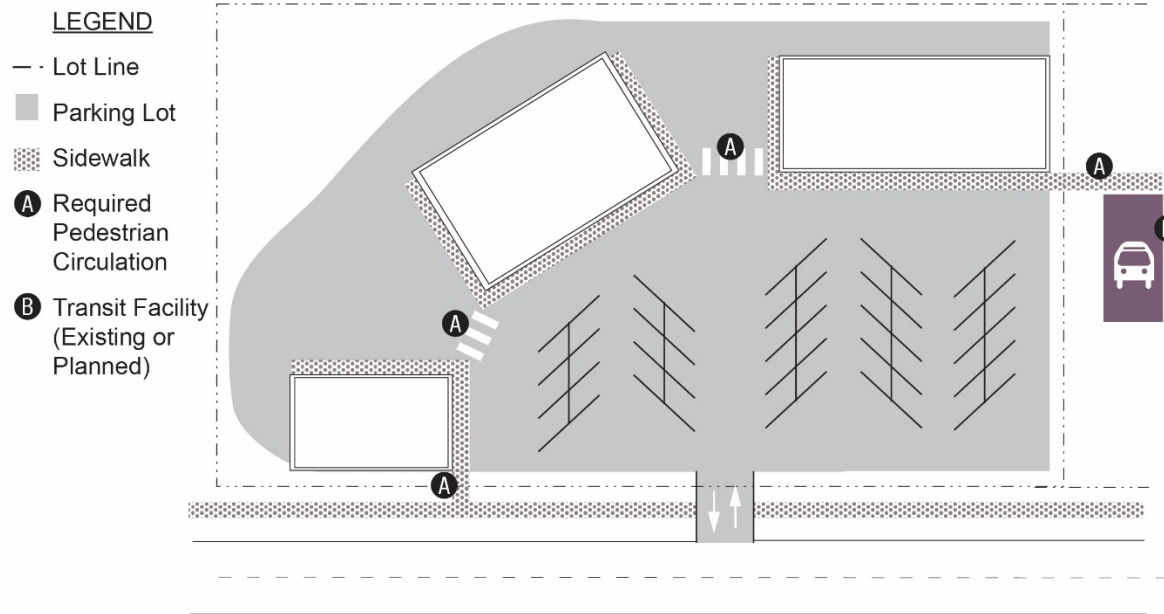 LEGEND
Lot Line
Parking Lot
Sidewalk
A Required
Pedestrian
Circulation
B Transit Facility
(Existing or
Planned)
A
A
A
A